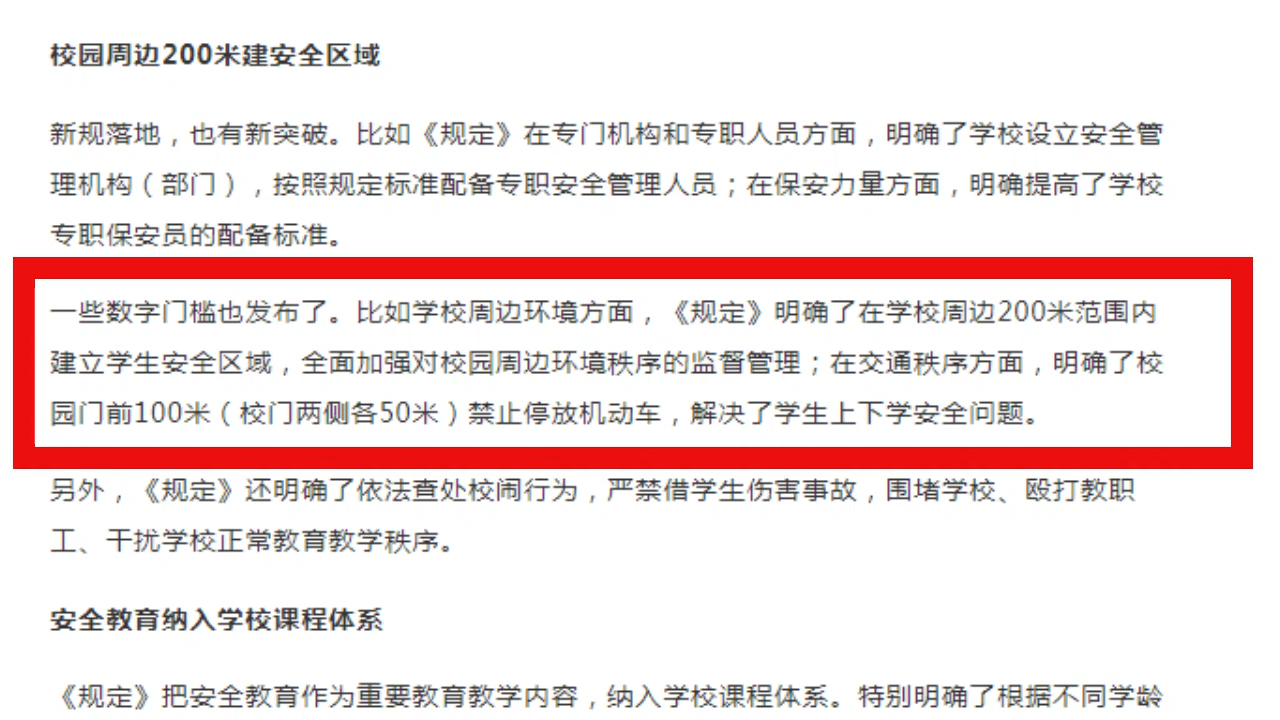 校园周边200米建安全区域
新规落地，也有新突破。比如《规定》在专门机构和专职人员方面，明确了学校设立安全管
理机构（部门），按照规定标准配备专职安全管理人员；在保安力量方面，明确提高了学校
专职保安员的配备标准。
一些数字门槛也发布了。比如学校周边环境方面，《规定》明确了在学校周边200米范围内
建立学生安全区域，全面加强对校园周边环境秩序的监督管理；在交通秩序方面，明确了校
园门前100米（校门两侧各50米）禁止停放机动车，解决了学生上下学安全问题。
另外，《规定》还明确了依法查处校闹行为，严禁借学生伤害事故，围堵学校、殴打教职
工、干扰学校正常教育教学秩序。
安全教育纳入学校课程体系
《规定》把安全教育作为重要教育教学内容，纳入学校课程体系。特别明确了根据不同学龄